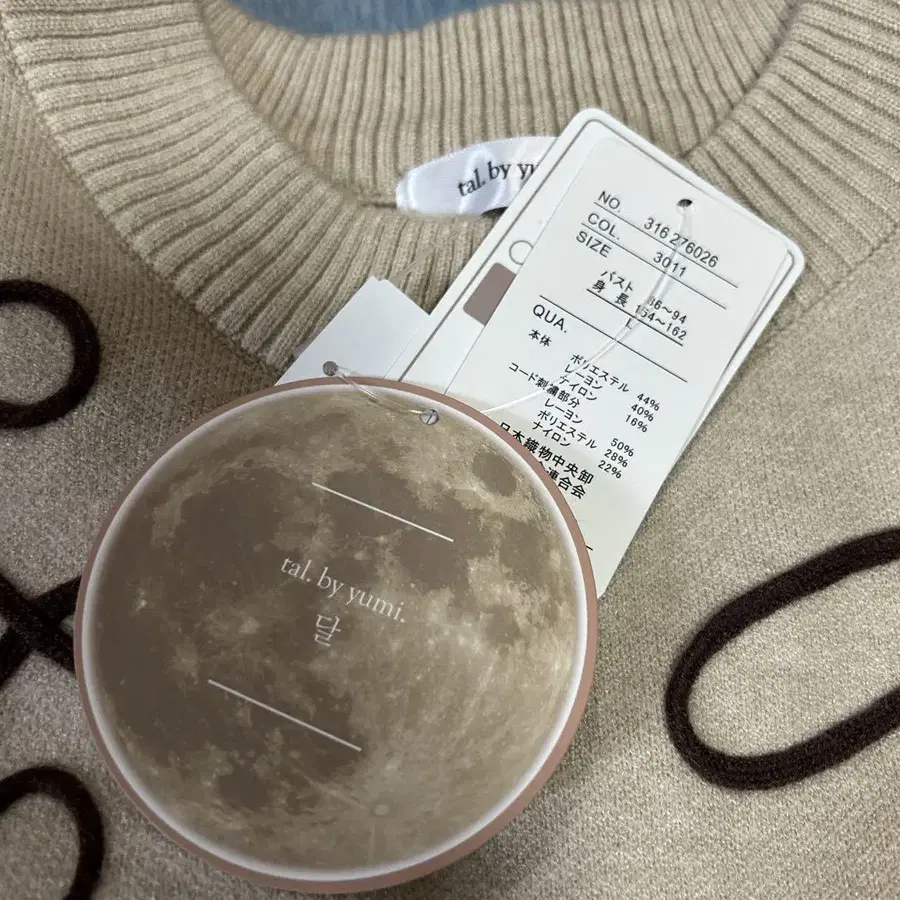 tal. by yu
NO. 316 276026
COL. 3011
SIZE
バスト 86~94
身長 154~162
QUA.
本体
ポリエステル 44%
レーヨン 40%
ナイロン 16%
コード刺繍部分
レーヨン 50%
ポリエステル 28%
ナイロン 22%
日本織物中央卸
連合会
tal. by yumi.
달